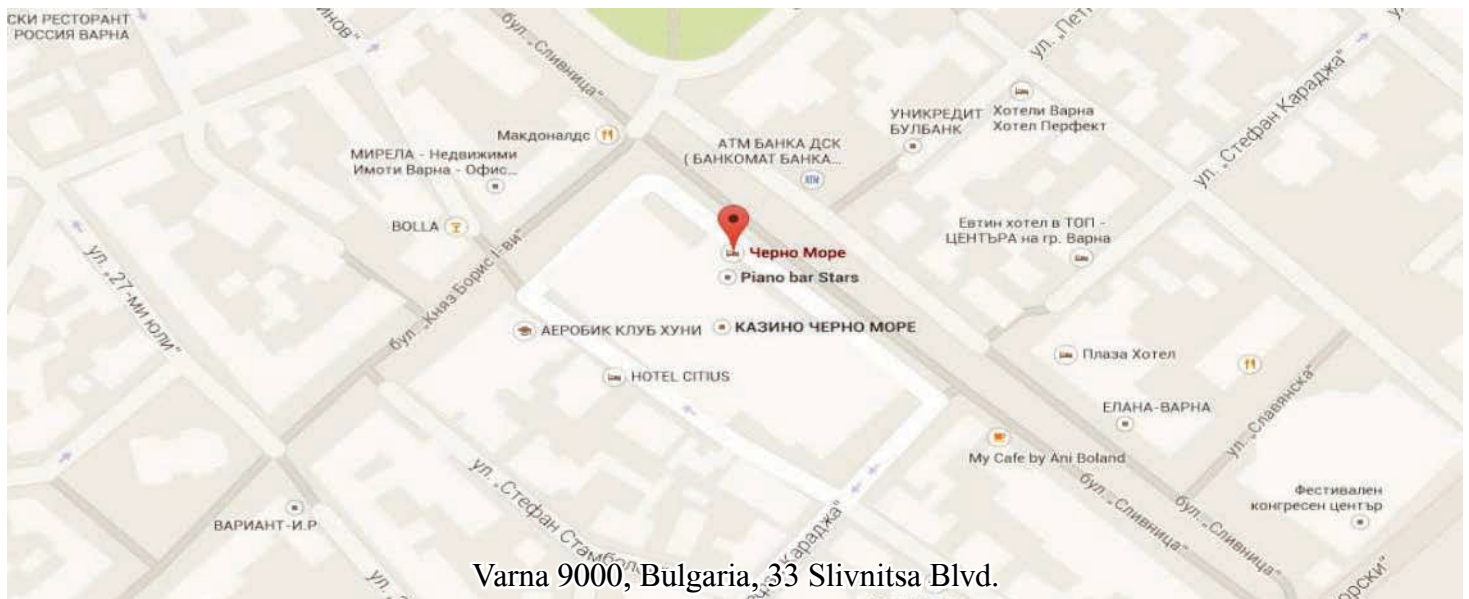 СКИ РЕСТОРАНТ
РОССИЯ ВАРНА
бул. „Сливница“
ул. „Стефан Караджа“
Макдоналдс
МИРЕЛА - Недвижими
Имоти Варна - Офис...
АТМ БАНКА ДСК
( БАНКОМАТ БАНКА...
ATM
УНИКРЕДИТ
БУЛБАНК
Хотели Варна
Хотел Перфект
BOLLA
Евтин хотел в ТОП -
ЦЕНТЪРА на гр. Варна
Черно Море
Piano bar Stars
ул. „27-ми юли“
бул. „Княз Борис I-ви“
АЕРОБИК КЛУБ ХУНИ
КАЗИНО ЧЕРНО МОРЕ
HOTEL CITIUS
Плаза Хотел
ЕЛАНА-ВАРНА
ул. „Славянска“
My Cafe by Ani Boland
бул. „Сливница“
бул. „Сливница“
Фестивален
конгресен център
ВАРИАНТ-И.Р
ул. „Стефан
Караджа“
Varna 9000, Bulgaria, 33 Slivnitsa Blvd.